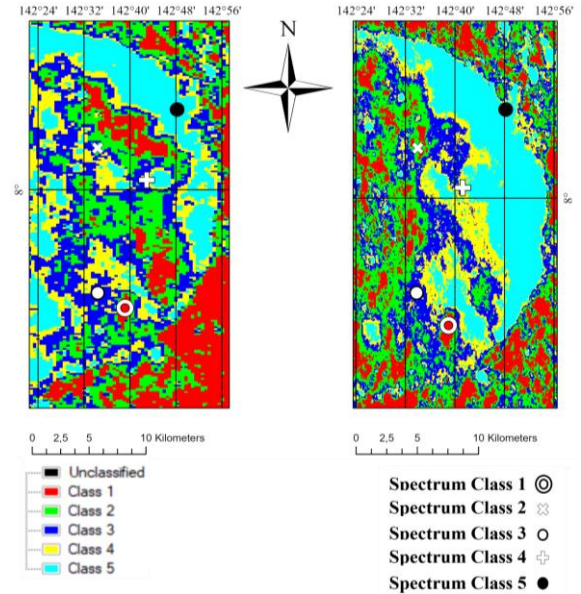 142°24' 142°32' 142°40' 142°48' 142°56'
142°24' 142°32' 142°40' 142°48' 142°56'
N
8°
8°
0 2,5 5 10 Kilometers
0 2,5 5 10 Kilometers
Unclassified
Class 1
Class 2
Class 3
Class 4
Class 5
Spectrum Class 1
Spectrum Class 2
Spectrum Class 3
Spectrum Class 4
Spectrum Class 5